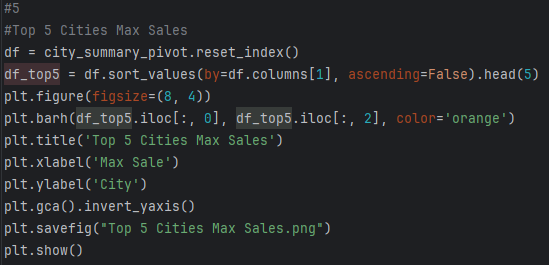 #5
#Top 5 Cities Max Sales
df = city_summary_pivot.reset_index()
df_top5 = df.sort_values(by=df.columns[1], ascending=False).head(5)
plt.figure(figsize=(8, 4))
plt.barh(df_top5.iloc[:, 0], df_top5.iloc[:, 2], color='orange')
plt.title('Top 5 Cities Max Sales')
plt.xlabel('Max Sale')
plt.ylabel('City')
plt.gca().invert_yaxis()
plt.savefig("Top 5 Cities Max Sales.png")
plt.show()